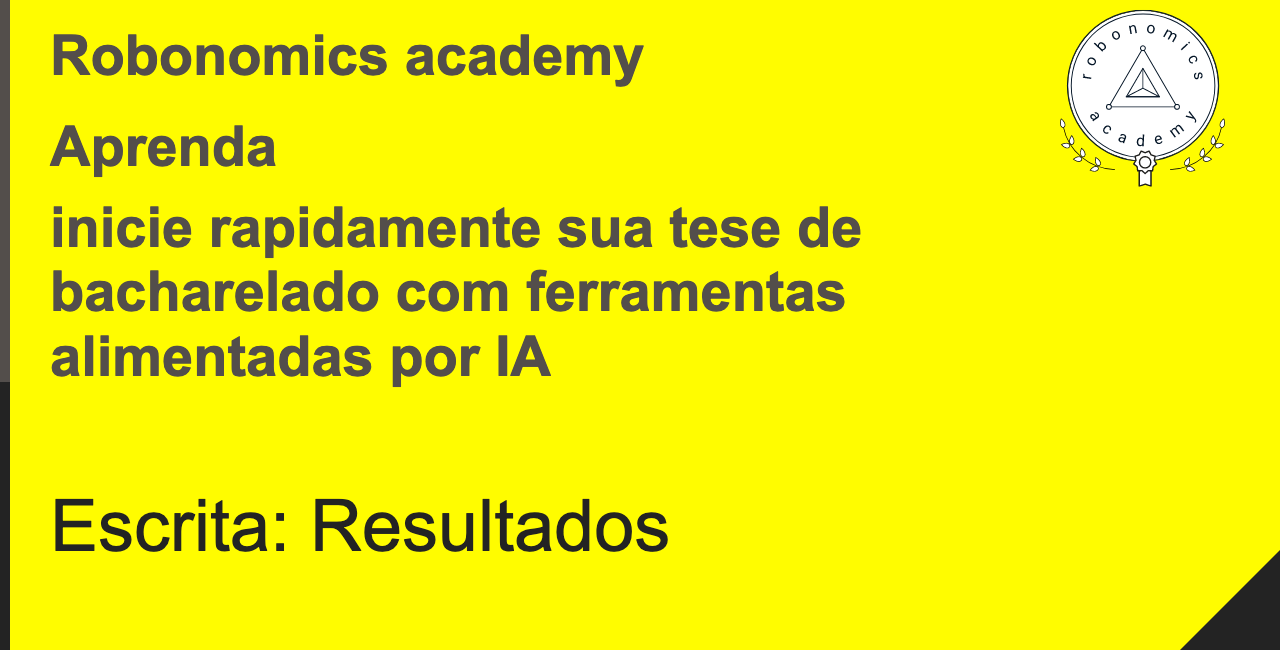 Robonomics academy
Aprenda
inicie rapidamente sua tese de
bacharelado com ferramentas
alimentadas por IA
Escrita: Resultados
robonomics
academy